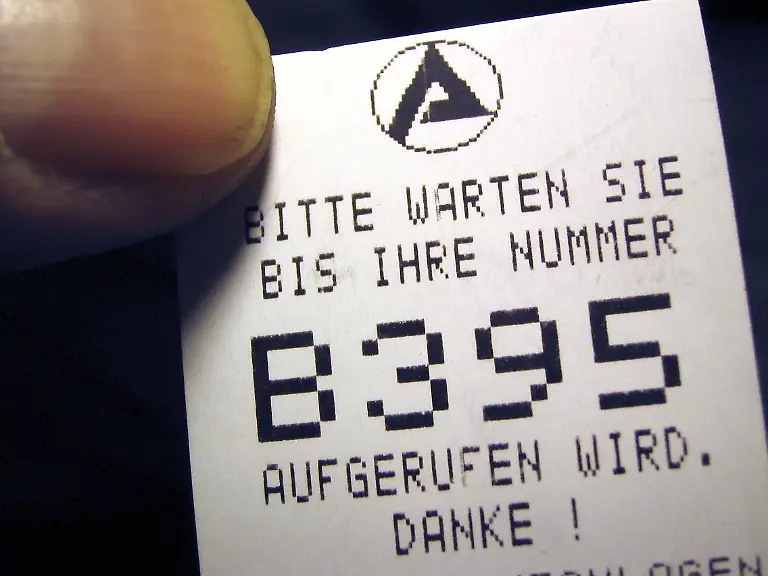 BITTE WARTEN SIE
BIS IHRE NUMMER
B395
AUFGERUFEN WIRD.
DANKE !